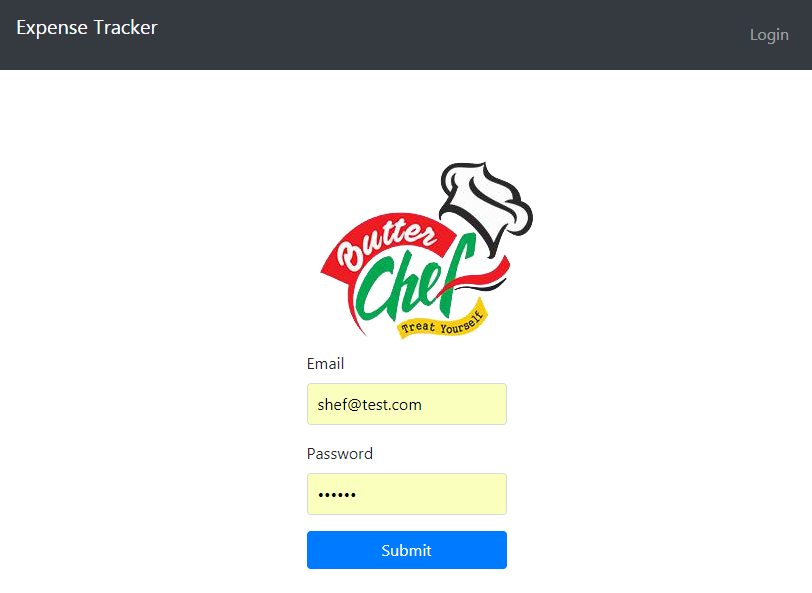 Expense Tracker
Login
Butter
Chef
Treat Yourself
Email
shef@test.com
Password
••••••
Submit